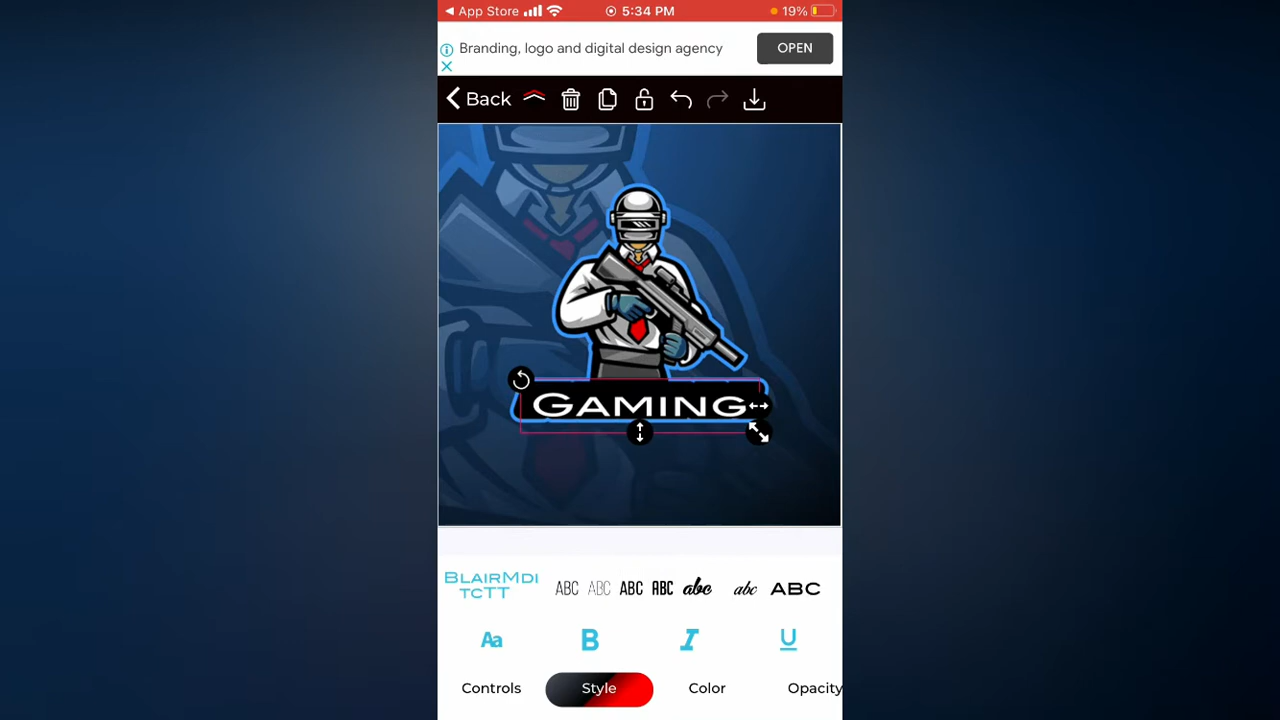 App Store 5:34 PM 19%
Branding, logo and digital design agency OPEN
Back
GAMING
BLAIRMDI ABC ABC ABC ABC abc abc ABC
TCTT
Aa B I U
Controls Style Color Opacity